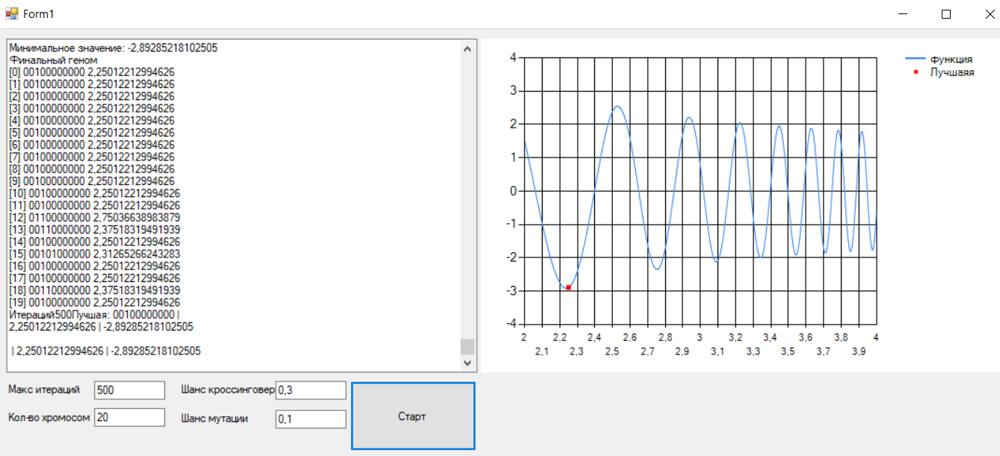 Form1
Минимальное значение: -2,89285218102505
Финальный геном
[0] 00100000000 2,25012212994626
[1] 00100000000 2,25012212994626
[2] 00100000000 2,25012212994626
[3] 00100000000 2,25012212994626
[4] 00100000000 2,25012212994626
[5] 00100000000 2,25012212994626
[6] 00100000000 2,25012212994626
[7] 00100000000 2,25012212994626
[8] 00100000000 2,25012212994626
[9] 00100000000 2,25012212994626
[10] 00100000000 2,25012212994626
[11] 00100000000 2,25012212994626
[12] 01100000000 2,75036638983879
[13] 00110000000 2,37518319491939
[14] 00100000000 2,25012212994626
[15] 00101000000 2,31265266243283
[16] 00100000000 2,25012212994626
[17] 00100000000 2,25012212994626
[18] 00110000000 2,37518319491939
[19] 00100000000 2,25012212994626
Итераций500Лучшая: 00100000000 |
2,25012212994626 | -2,89285218102505
| 2,25012212994626 | -2,89285218102505
Макс итераций 500
Шанс кроссинговер 0,3
Кол-во хромосом 20
Шанс мутации 0,1
Старт
4
3
2
1
0
-1
-2
-3
-4
2 2,2 2,4 2,6 2,8 3 3,2 3,4 3,6 3,8 4
2,1 2,3 2,5 2,7 2,9 3,1 3,3 3,5 3,7 3,9
функция
Лучшаяя